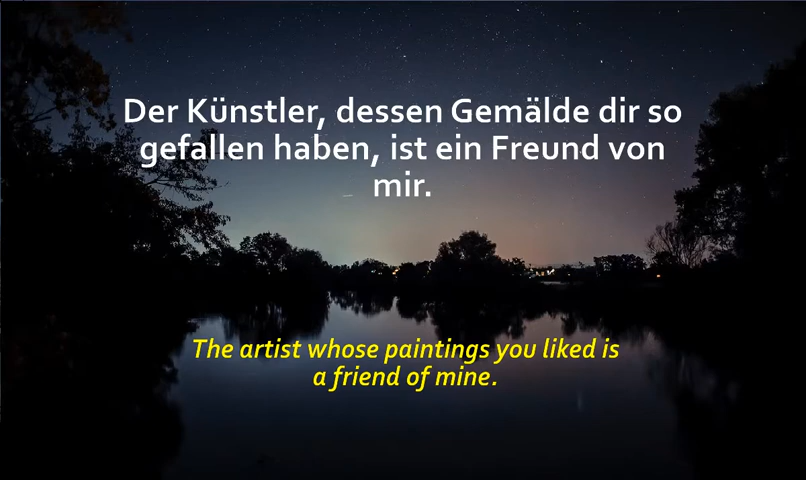 Der Künstler, dessen Gemälde dir so
gefallen haben, ist ein Freund von
mir.
The artist whose paintings you liked is
a friend of mine.